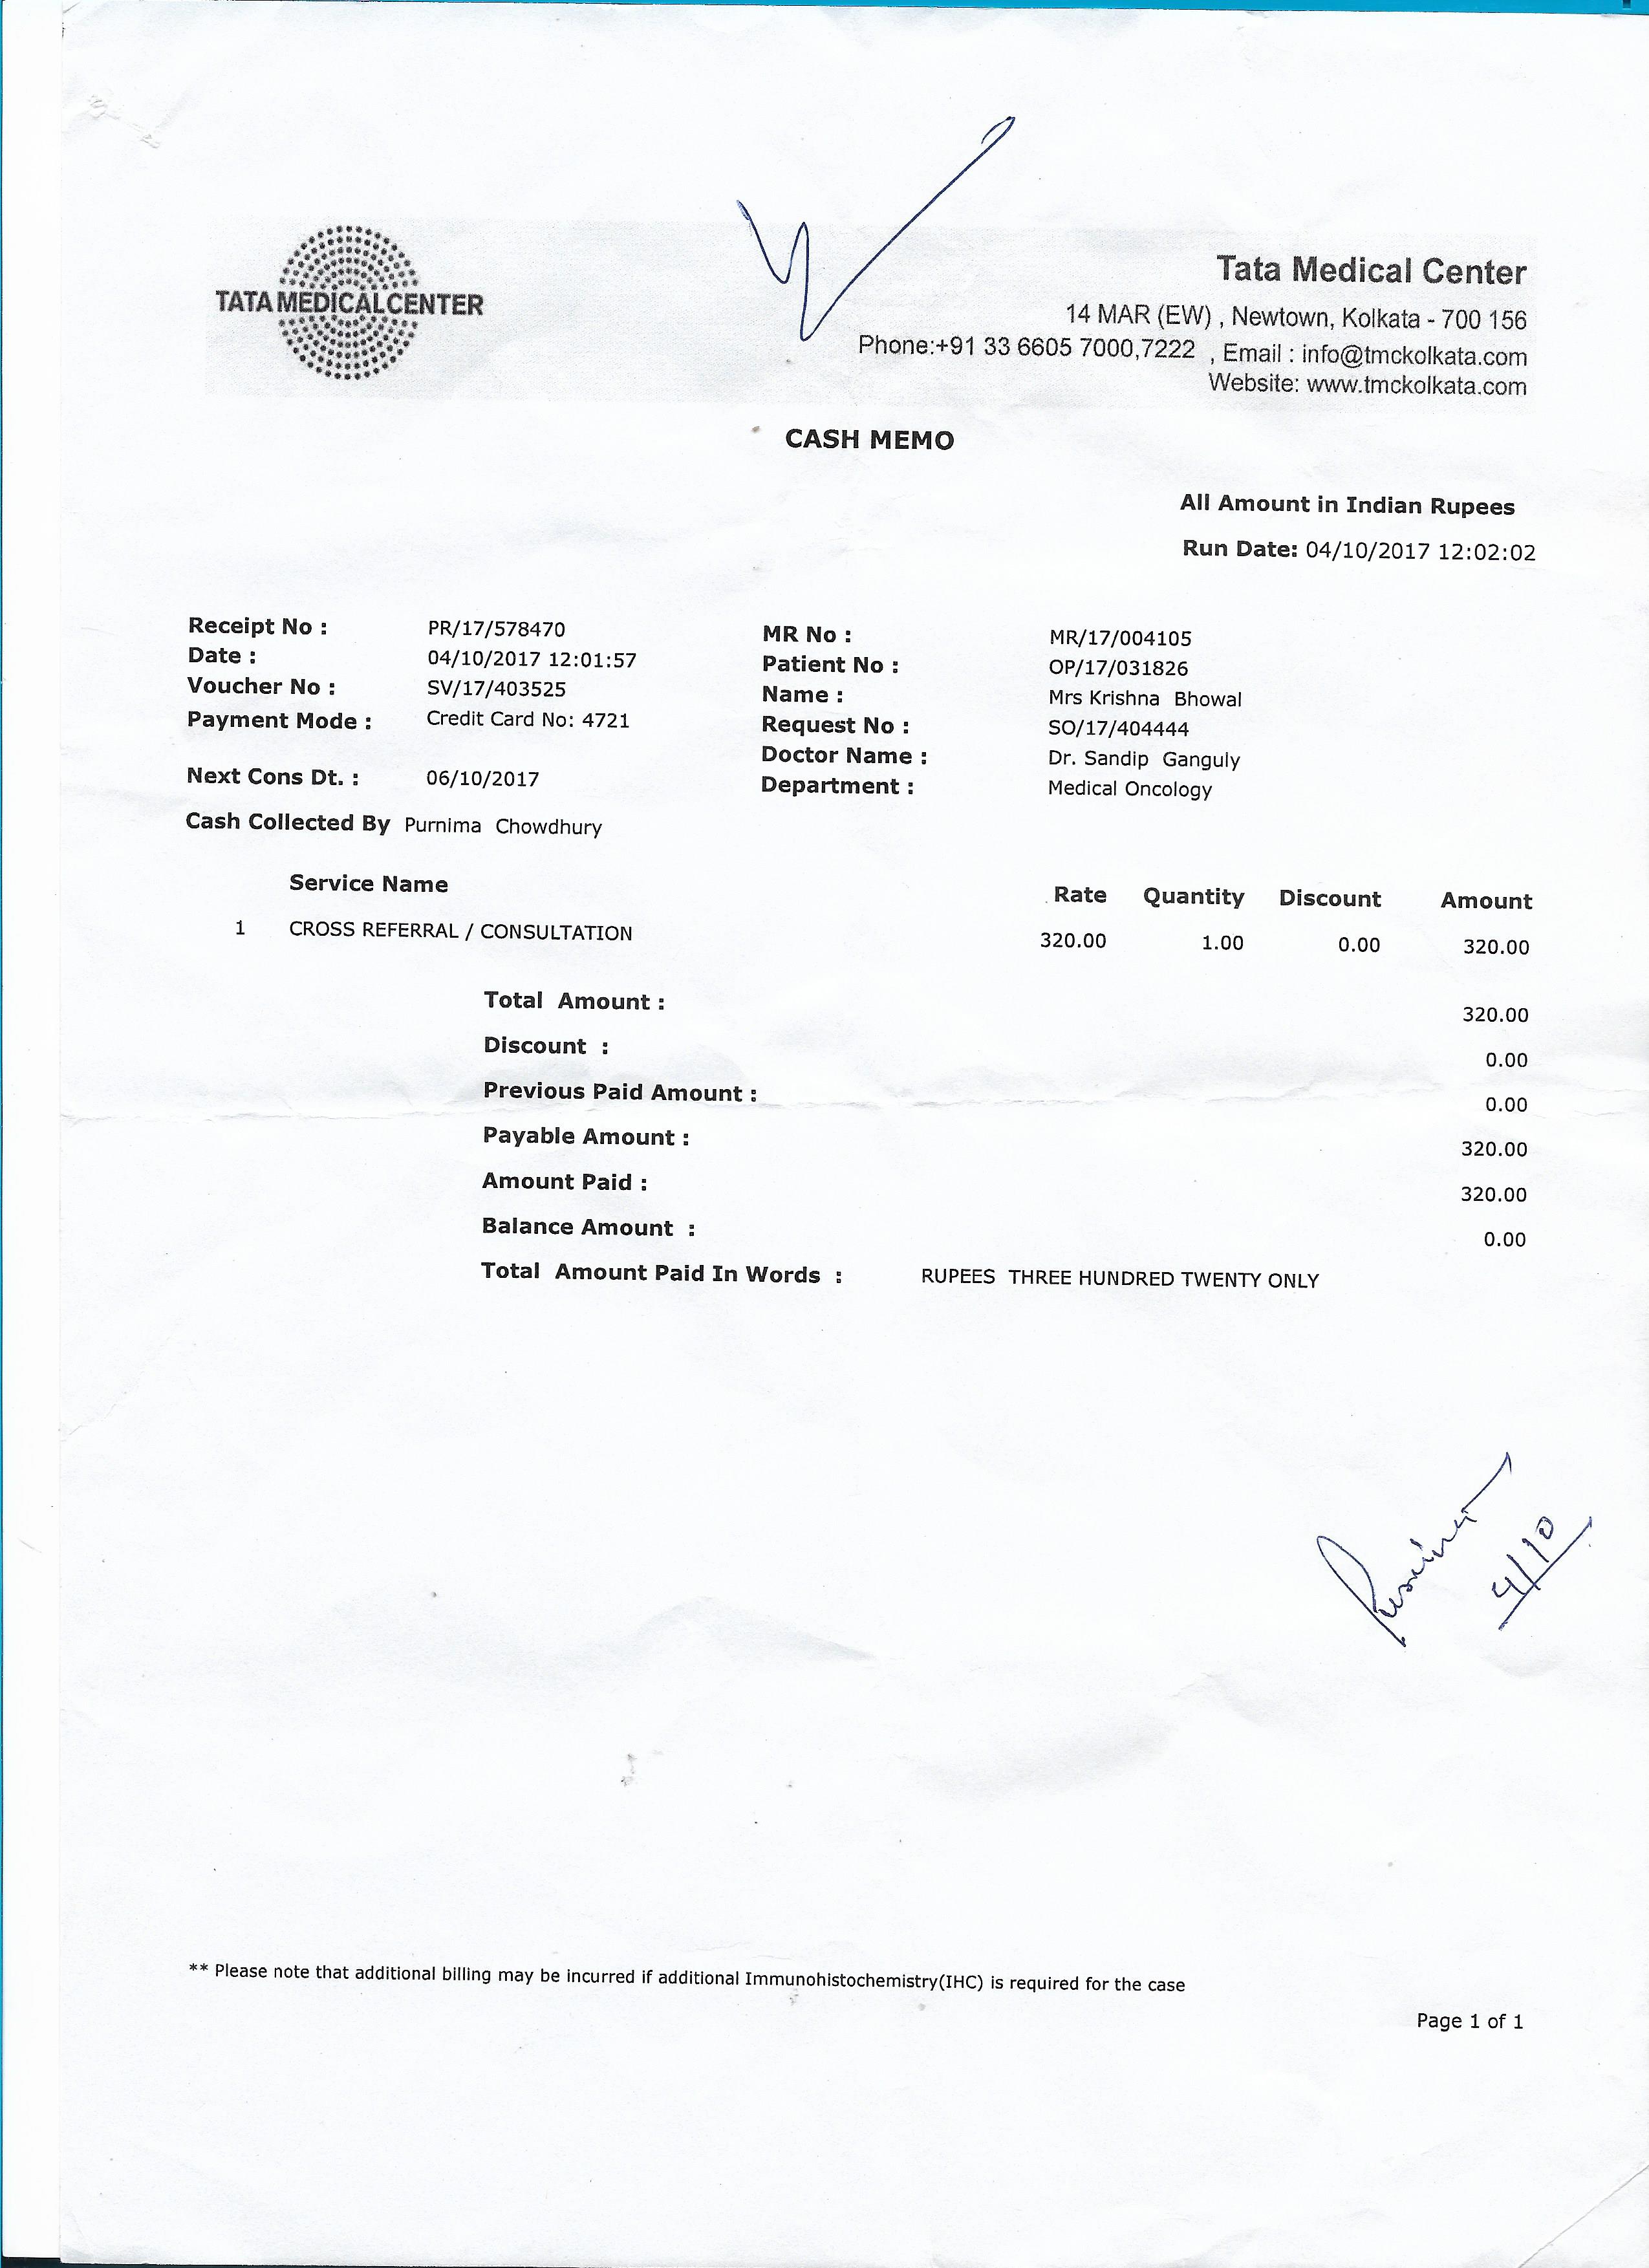 TATA MEDICAL CENTER
Tata Medical Center
14 MAR (EW) , Newtown, Kolkata - 700 156
Phone:+91 33 6605 7000,7222 , Email : info@tmckolkata.com
Website: www.tmckolkata.com
CASH MEMO
All Amount in Indian Rupees
Run Date: 04/10/2017 12:02:02
Receipt No : PR/17/578470 MR No : MR/17/004105
Date : 04/10/2017 12:01:57 Patient No : OP/17/031826
Voucher No : SV/17/403525 Name : Mrs Krishna Bhowal
Payment Mode : Credit Card No: 4721 Request No : SO/17/404444
Doctor Name : Dr. Sandip Ganguly
Next Cons Dt. : 06/10/2017 Department : Medical Oncology
Cash Collected By Purnima Chowdhury
Service Name Rate Quantity Discount Amount
1 CROSS REFERRAL / CONSULTATION 320.00 1.00 0.00 320.00
Total Amount : 320.00
Discount : 0.00
Previous Paid Amount : 0.00
Payable Amount : 320.00
Amount Paid : 320.00
Balance Amount : 0.00
Total Amount Paid In Words : RUPEES THREE HUNDRED TWENTY ONLY
Purnima
4/10
** Please note that additional billing may be incurred if additional Immunohistochemistry(IHC) is required for the case
Page 1 of 1